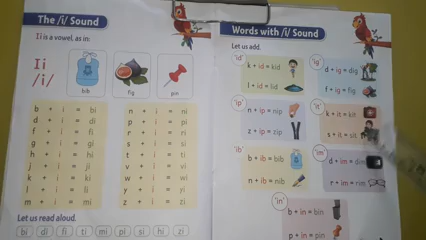 The /i/ Sound
Ii is a vowel, as in:
Ii
/i/
bib
fig
pin
b + i = bi
d + i = di
f + i = fi
g + i = gi
h + i = hi
j + i = ji
k + i = ki
l + i = li
m + i = mi
n + i = ni
p + i = pi
r + i = ri
s + i = si
t + i = ti
v + i = vi
w + i = wi
y + i = yi
z + i = zi
Let us read aloud.
bi di fi ti mi pi si hi zi
Words with /i/ Sound
Let us add.
'id'
k + id = kid
l + id = lid
'ig'
d + ig = dig
f + ig = fig
'ip'
n + ip = nip
z + ip = zip
'it'
k + it = kit
s + it = sit
'ib'
b + ib = bib
n + ib = nib
'im'
d + im = dim
r + im = rim
'in'
b + in = bin
p + in = pin